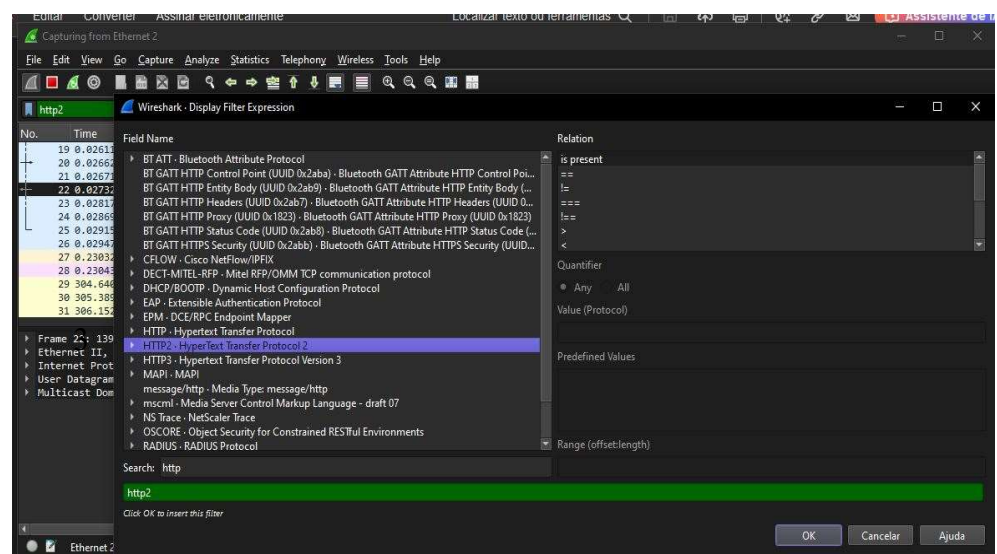 Editar Converter Assinar eletronicamente Localizar texto ou ferramentas Assistente de IA
Capturing from Ethernet 2
File Edit View Go Capture Analyze Statistics Telephony Wireless Tools Help
http2
Wireshark · Display Filter Expression
No. Time
19 0.02611
20 0.02662
21 0.02671
22 0.02732
23 0.02817
24 0.02869
25 0.02915
26 0.02947
27 0.23032
28 0.23043
29 304.640
30 305.389
31 306.152
Frame 22: 139
Ethernet II,
Internet Prot
User Datagram
Multicast Dom
Field Name
BT ATT · Bluetooth Attribute Protocol
BT GATT HTTP Control Point (UUID 0x2aba) · Bluetooth GATT Attribute HTTP Control Poi...
BT GATT HTTP Entity Body (UUID 0x2ab9) · Bluetooth GATT Attribute HTTP Entity Body (...
BT GATT HTTP Headers (UUID 0x2ab7) · Bluetooth GATT Attribute HTTP Headers (UUID 0...
BT GATT HTTP Proxy (UUID 0x1823) · Bluetooth GATT Attribute HTTP Proxy (UUID 0x1823)
BT GATT HTTP Status Code (UUID 0x2ab8) · Bluetooth GATT Attribute HTTP Status Code (...
BT GATT HTTPS Security (UUID 0x2abb) · Bluetooth GATT Attribute HTTPS Security (UUID...
CFLOW · Cisco NetFlow/IPFIX
DECT-MITEL-RFP · Mitel RFP/OMM TCP communication protocol
DHCP/BOOTP · Dynamic Host Configuration Protocol
EAP · Extensible Authentication Protocol
EPM · DCE/RPC Endpoint Mapper
HTTP · Hypertext Transfer Protocol
HTTP2 · HyperText Transfer Protocol 2
HTTP3 · Hypertext Transfer Protocol Version 3
MAPI · MAPI
message/http · Media Type: message/http
mscml · Media Server Control Markup Language - draft 07
NS Trace · NetScaler Trace
OSCORE · Object Security for Constrained RESTful Environments
RADIUS · RADIUS Protocol
Search: http
http2
Click OK to insert this filter
Relation
is present
==
!=
===
!==
>
<
Quantifier
Any All
Value (Protocol)
Predefined Values
Range (offset:length)
OK Cancelar Ajuda
Ethernet 2